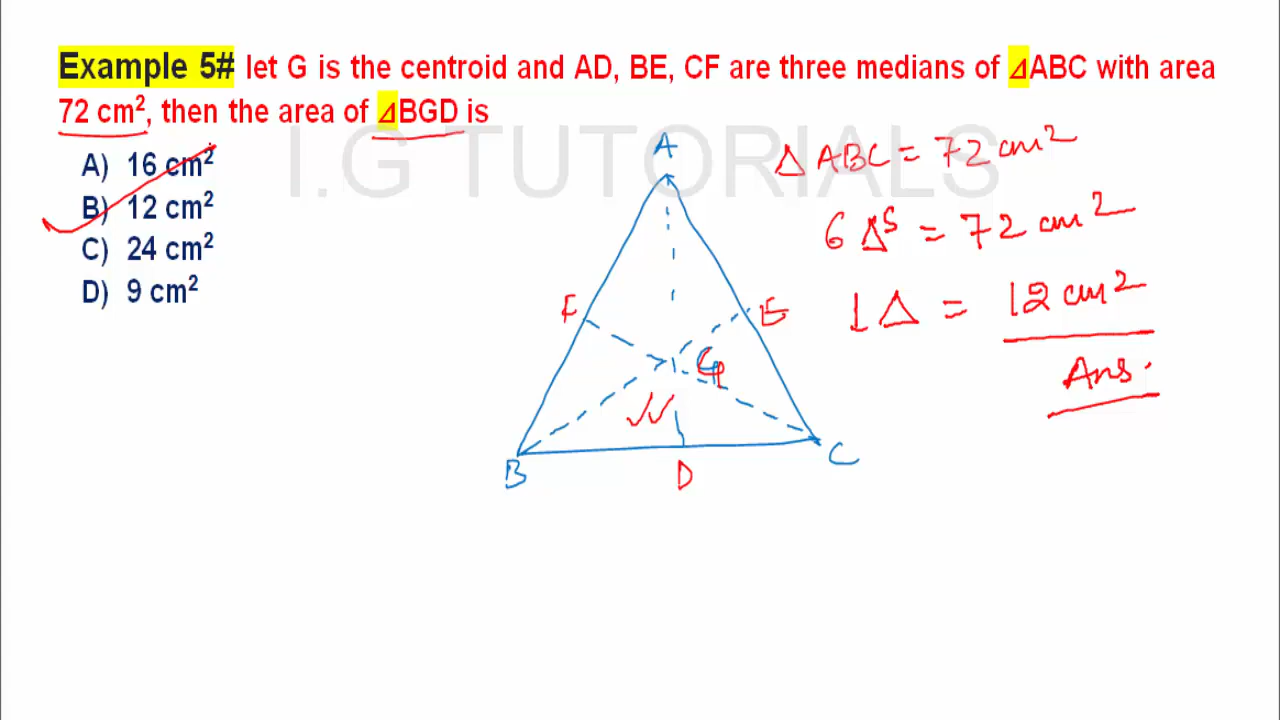 Example 5# let G is the centroid and AD, BE, CF are three medians of ⊿ABC with area
72 cm², then the area of ⊿BGD is
I.G TUTORIALS
A) 16 cm²
B) 12 cm²
C) 24 cm²
D) 9 cm²
A
F
E
G
B
D
C
Δ ABC = 72 cm²
6 Δˢ = 72 cm²
1 Δ = 12 cm²
Ans.